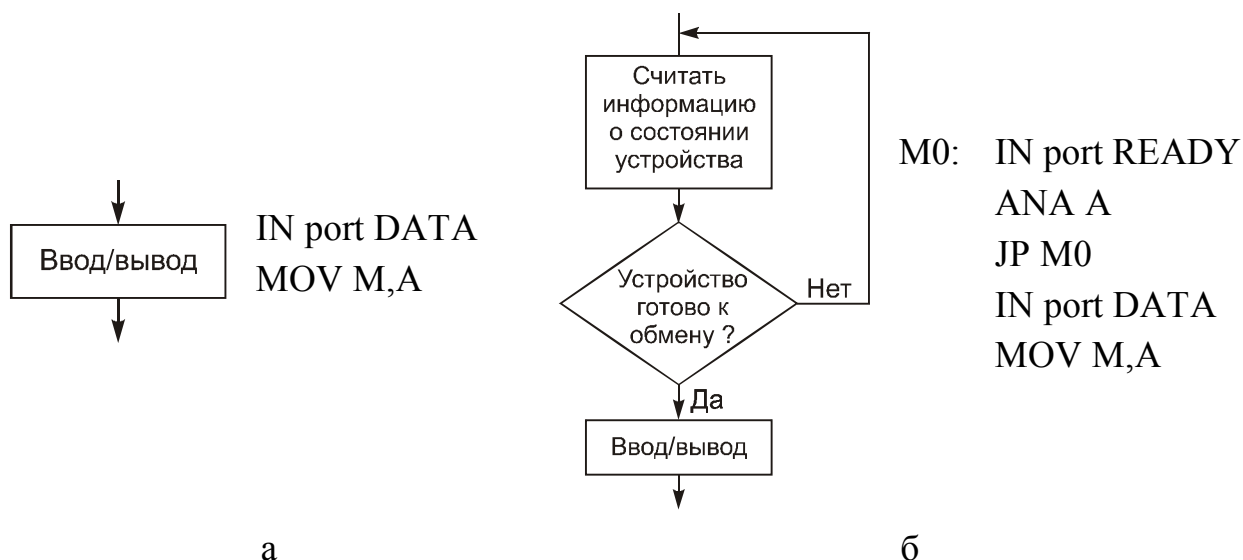 Ввод/вывод
IN port DATA
MOV M,A
а
Считать
информацию
о состоянии
устройства
Устройство
готово к
обмену ?
Нет
Да
Ввод/вывод
M0: IN port READY
ANA A
JP M0
IN port DATA
MOV M,A
б